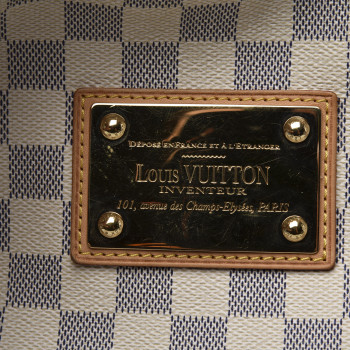 DÉPOSÉ EN FRANCE ET À L'ÉTRANGER
LOUIS VUITTON
INVENTEUR
101, avenue des Champs-Elysées, PARIS